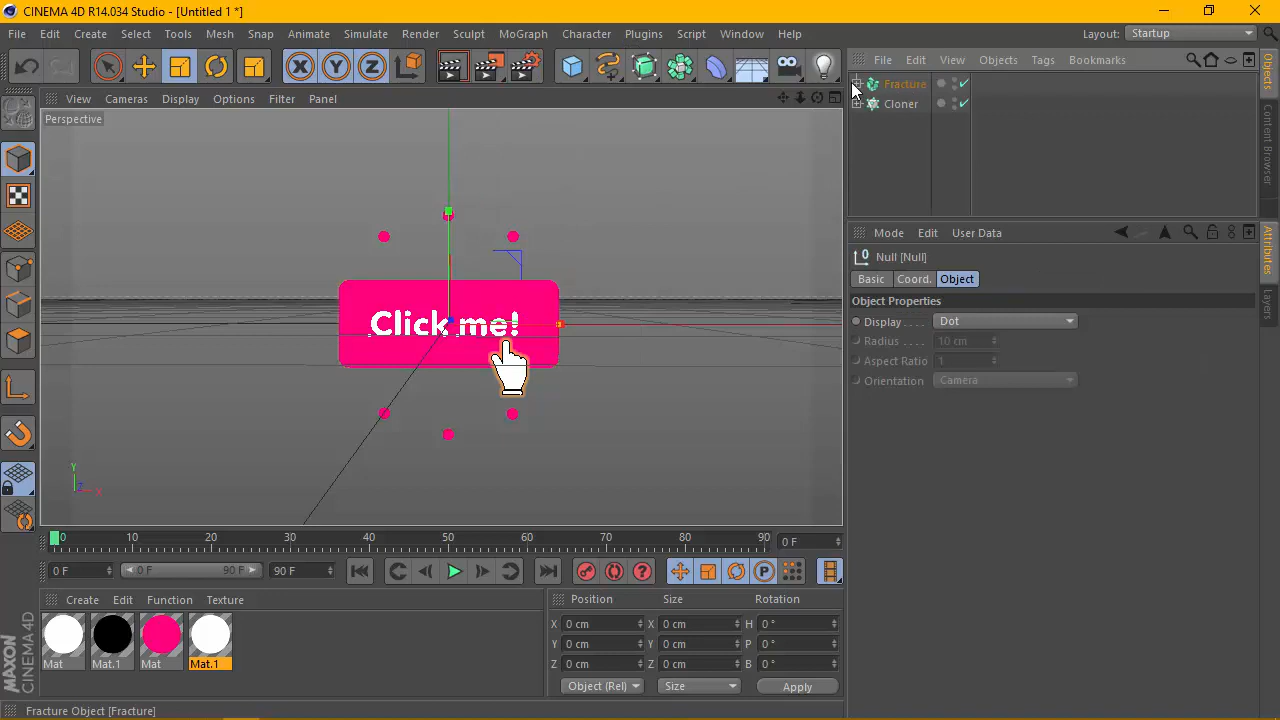 CINEMA 4D R14.034 Studio - [Untitled 1 *]
File Edit Create Select Tools Mesh Snap Animate Simulate Render Sculpt MoGraph Character Plugins Script Window Help
Layout: Startup
X Y Z
File Edit View Objects Tags Bookmarks
View Cameras Display Options Filter Panel
Perspective
Fracture
Cloner
Objects
Content Browser
Mode Edit User Data
Null [Null]
Basic Coord. Object
Object Properties
Display . . . . Dot
Radius . . . . 10 cm
Aspect Ratio 1
Orientation Camera
Attributes
Layers
Click me!
Y
Z X
0 10 20 30 40 50 60 70 80 90 0 F
0 F 0 F 90 F 90 F
P
Create Edit Function Texture
Mat Mat.1 Mat Mat.1
Position Size Rotation
X 0 cm X 0 cm H 0 °
Y 0 cm Y 0 cm P 0 °
Z 0 cm Z 0 cm B 0 °
Object (Rel) Size Apply
MAXON
CINEMA 4D
Fracture Object [Fracture]